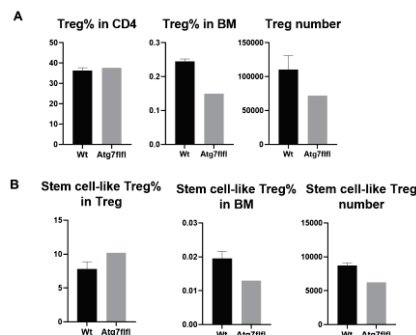 A
Treg% in CD4 Treg% in BM Treg number
50
40
30
20
10
0
Wt Atg7flfl
0.3
0.2
0.1
0.0
Wt Atg7flfl
150000
100000
50000
0
Wt Atg7flfl
B
Stem cell-like Treg%
in Treg
Stem cell-like Treg%
in BM
Stem cell-like Treg
number
15
10
5
0
Wt Atg7flfl
0.03
0.02
0.01
0.00
Wt Atg7flfl
15000
10000
5000
0
Wt Atg7flfl